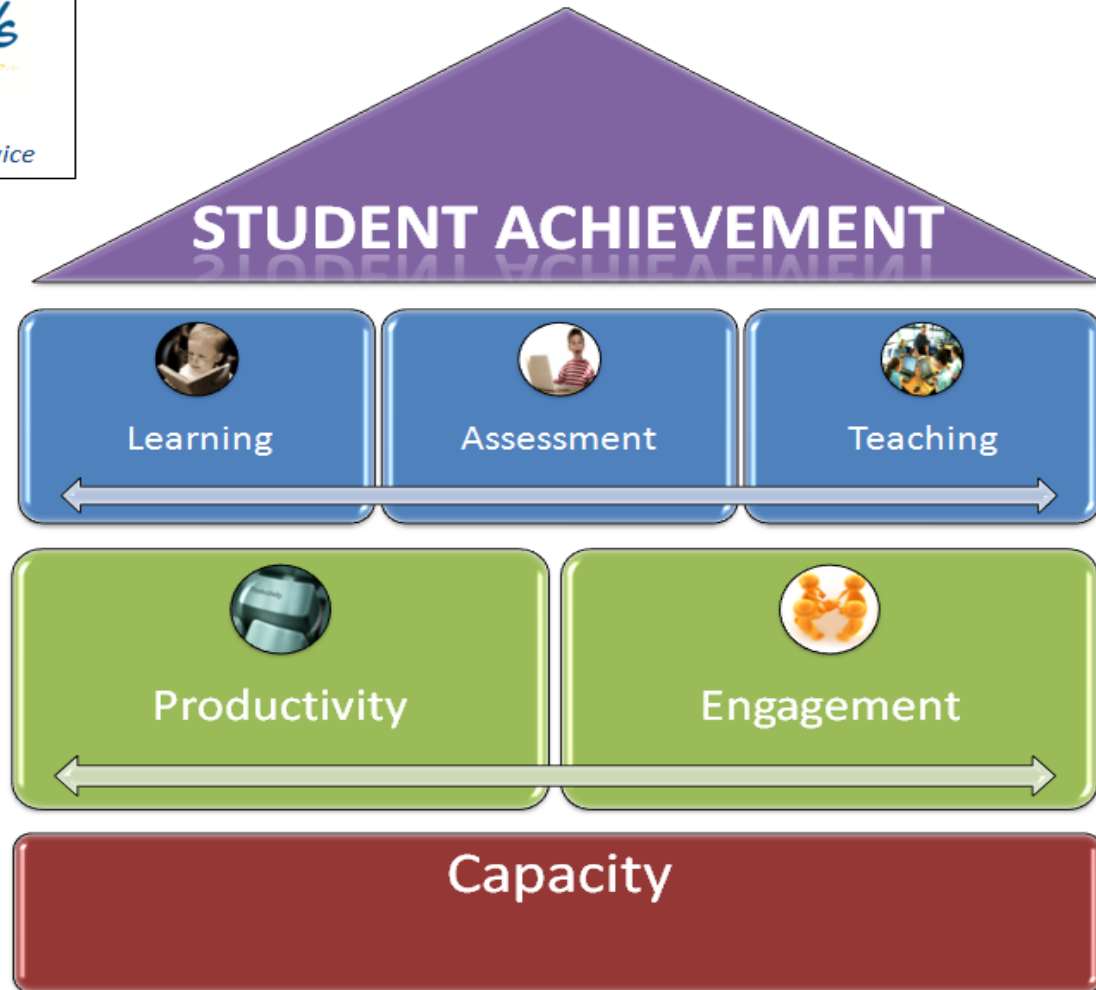 STUDENT ACHIEVEMENT
Learning
Assessment
Teaching
Productivity
Engagement
Capacity